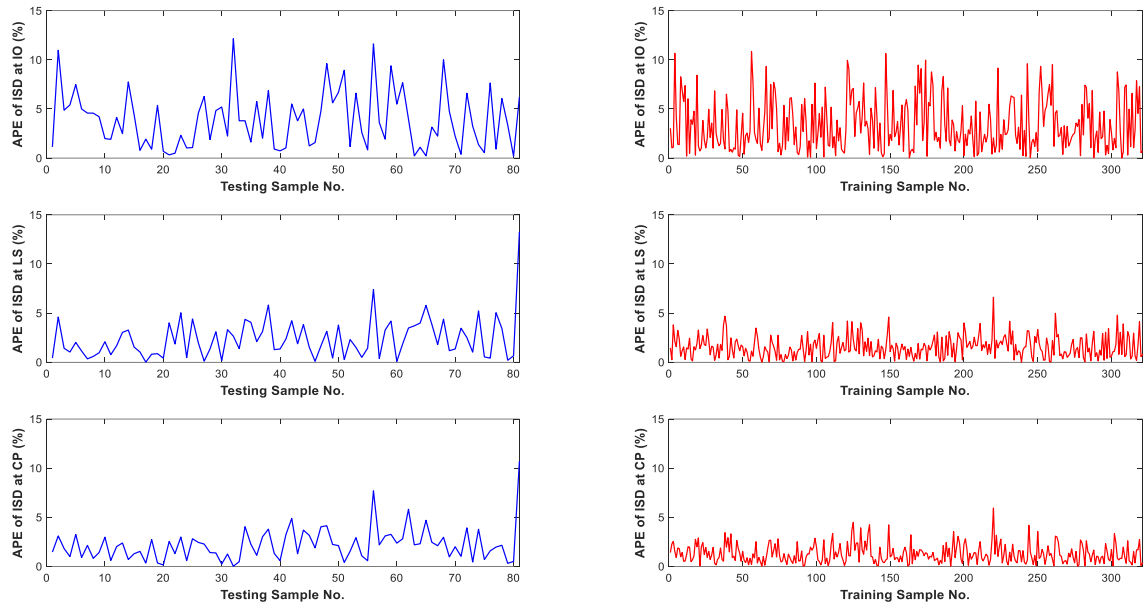 APE of ISD at IO (%)
15
10
5
0
0 10 20 30 40 50 60 70 80
Testing Sample No.
APE of ISD at IO (%)
15
10
5
0
0 50 100 150 200 250 300
Training Sample No.
APE of ISD at LS (%)
15
10
5
0
0 10 20 30 40 50 60 70 80
Testing Sample No.
APE of ISD at LS (%)
15
10
5
0
0 50 100 150 200 250 300
Training Sample No.
APE of ISD at CP (%)
15
10
5
0
0 10 20 30 40 50 60 70 80
Testing Sample No.
APE of ISD at CP (%)
15
10
5
0
0 50 100 150 200 250 300
Training Sample No.